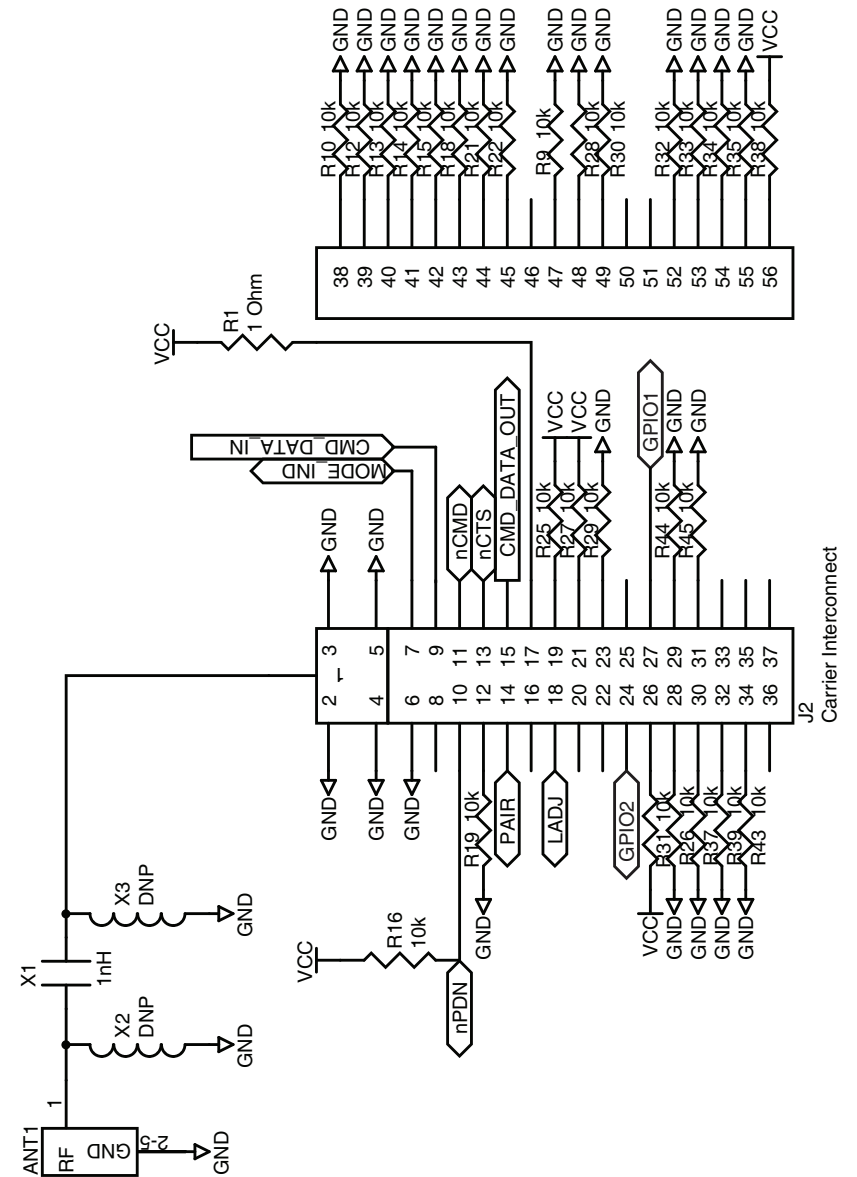 ANT1
RF
GND
1
2-5
GND
X2
DNP
GND
X1
1nH
X3
DNP
GND
VCC
R16
10k
nPDN
GND
GND
GND
GND
R19 10k
PAIR
LADJ
GPIO2
VCC
GND
GND
GND
GND
R31 10k
R26 10k
R37 10k
R39 10k
R43 10k
1
2 3
4 5
6 7
8 9
10 11
12 13
14 15
16 17
18 19
20 21
22 23
24 25
26 27
28 29
30 31
32 33
34 35
36 37
J2
Carrier Interconnect
GND
GND
MODE_IND
CMD_DATA_IN
nCMD
nCTS
CMD_DATA_OUT
VCC
R1
1 Ohm
R25 10k
VCC
R27 10k
VCC
R29 10k
GND
GPIO1
R44 10k
GND
R45 10k
GND
38
39
40
41
42
43
44
45
46
47
48
49
50
51
52
53
54
55
56
R10 10k
GND
R12 10k
GND
R13 10k
GND
R14 10k
GND
R15 10k
GND
R18 10k
GND
R21 10k
GND
R22 10k
GND
R9 10k
GND
R28 10k
GND
R30 10k
GND
R32 10k
GND
R33 10k
GND
R34 10k
GND
R35 10k
GND
R38 10k
VCC